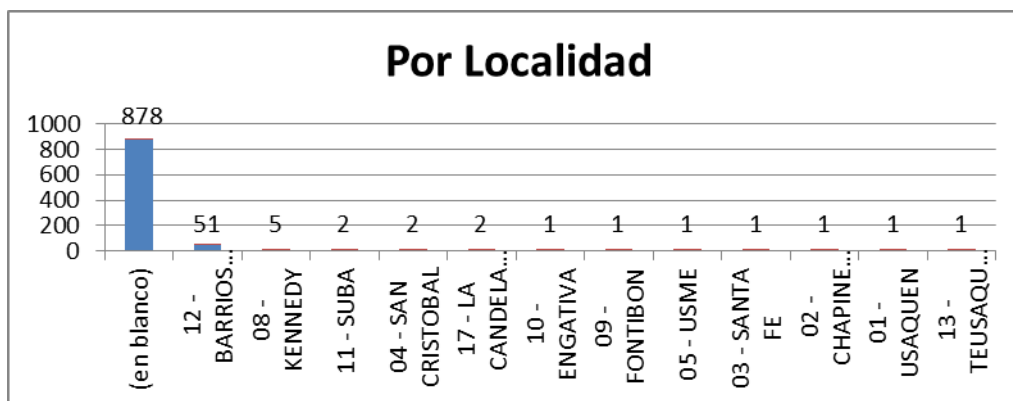 Por Localidad
878
1000
800
600
400
200
0
51
5
2
2
2
1
1
1
1
1
1
1
(en blanco)
12 -
BARRIOS...
08 -
KENNEDY
11 - SUBA
04 - SAN
CRISTOBAL
17 - LA
CANDELA...
10 -
ENGATIVA
09 -
FONTIBON
05 - USME
03 - SANTA
FE
02 -
CHAPINE...
01 -
USAQUEN
13 -
TEUSAQU...